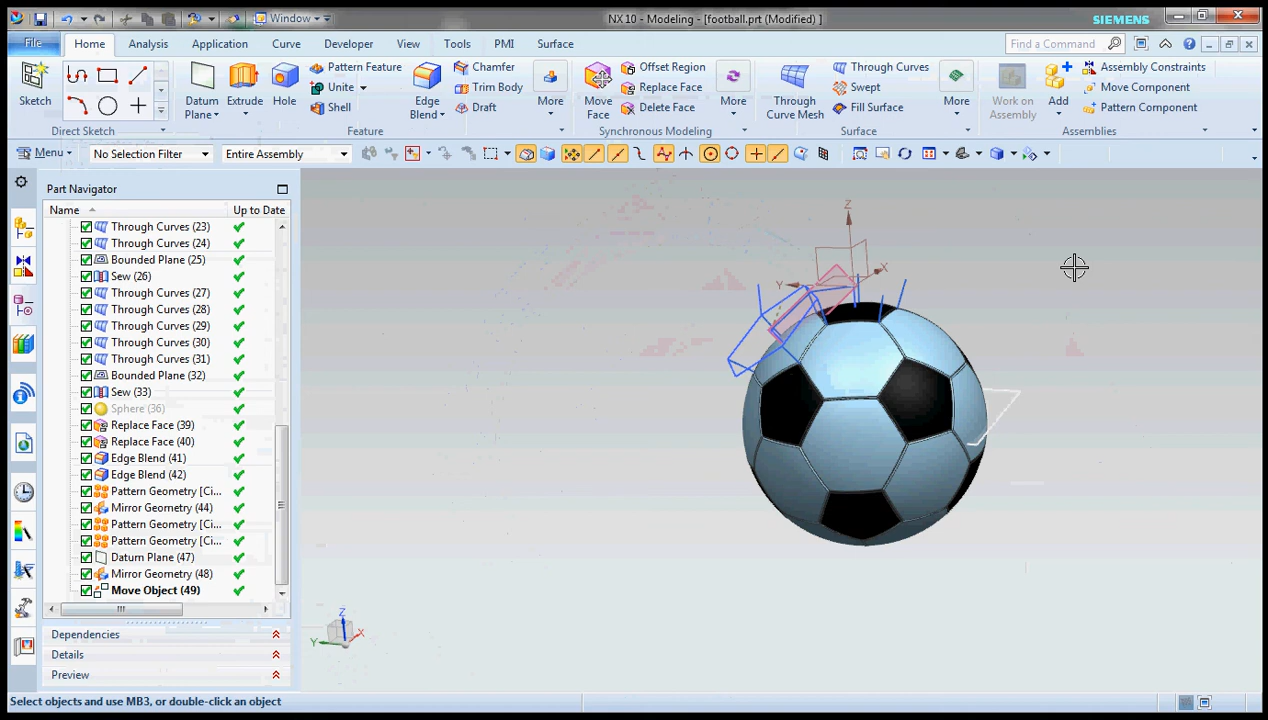 Window
NX 10 - Modeling - [football.prt (Modified) ]
SIEMENS
File Home Analysis Application Curve Developer View Tools PMI Surface
Find a Command
Sketch
Direct Sketch
Datum Plane
Extrude
Hole
Pattern Feature
Unite
Shell
Edge Blend
Chamfer
Trim Body
Draft
More
Feature
Move Face
Offset Region
Replace Face
Delete Face
More
Synchronous Modeling
Through Curve Mesh
Through Curves
Swept
Fill Surface
More
Surface
Work on Assembly
Add
Assembly Constraints
Move Component
Pattern Component
Assemblies
Menu No Selection Filter Entire Assembly
Part Navigator
Name Up to Date
Through Curves (23)
Through Curves (24)
Bounded Plane (25)
Sew (26)
Through Curves (27)
Through Curves (28)
Through Curves (29)
Through Curves (30)
Through Curves (31)
Bounded Plane (32)
Sew (33)
Sphere (36)
Replace Face (39)
Replace Face (40)
Edge Blend (41)
Edge Blend (42)
Pattern Geometry [Ci...
Mirror Geometry (44)
Pattern Geometry [Ci...
Pattern Geometry [Ci...
Datum Plane (47)
Mirror Geometry (48)
Move Object (49)
Dependencies
Details
Preview
Z
X
Y
Z
X
Y
Select objects and use MB3, or double-click an object